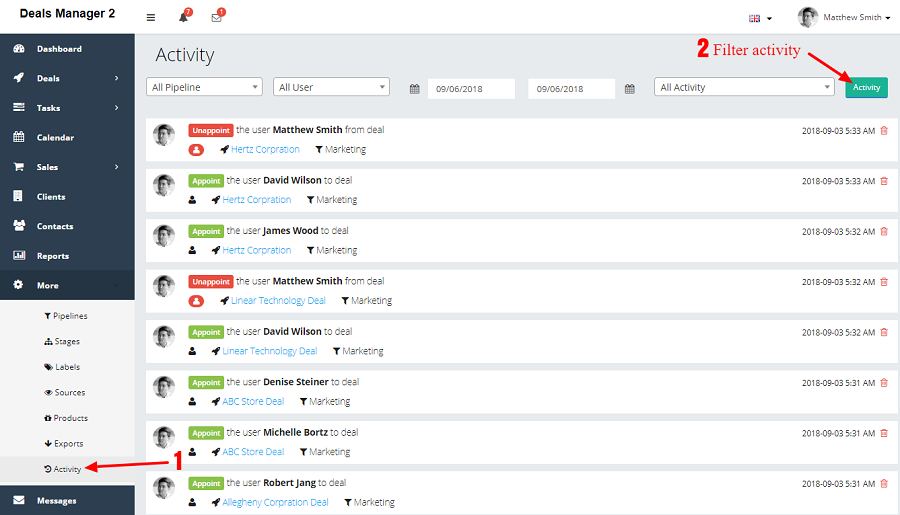 Deals Manager 2
7
1
Matthew Smith
Dashboard
Deals
Tasks
Calendar
Sales
Clients
Contacts
Reports
More
Pipelines
Stages
Labels
Sources
Products
Exports
Activity
1
Messages
Activity
2 Filter activity
All Pipeline
All User
09/06/2018
09/06/2018
All Activity
Activity
Unappoint the user Matthew Smith from deal 2018-09-03 5:33 AM
Hertz Corpration Marketing
Appoint the user David Wilson to deal 2018-09-03 5:33 AM
Hertz Corpration Marketing
Appoint the user James Wood to deal 2018-09-03 5:32 AM
Hertz Corpration Marketing
Unappoint the user Matthew Smith from deal 2018-09-03 5:32 AM
Linear Technology Deal Marketing
Appoint the user David Wilson to deal 2018-09-03 5:32 AM
Linear Technology Deal Marketing
Appoint the user Denise Steiner to deal 2018-09-03 5:31 AM
ABC Store Deal Marketing
Appoint the user Michelle Bortz to deal 2018-09-03 5:31 AM
ABC Store Deal Marketing
Appoint the user Robert Jang to deal 2018-09-03 5:31 AM
Allegheny Corpration Deal Marketing